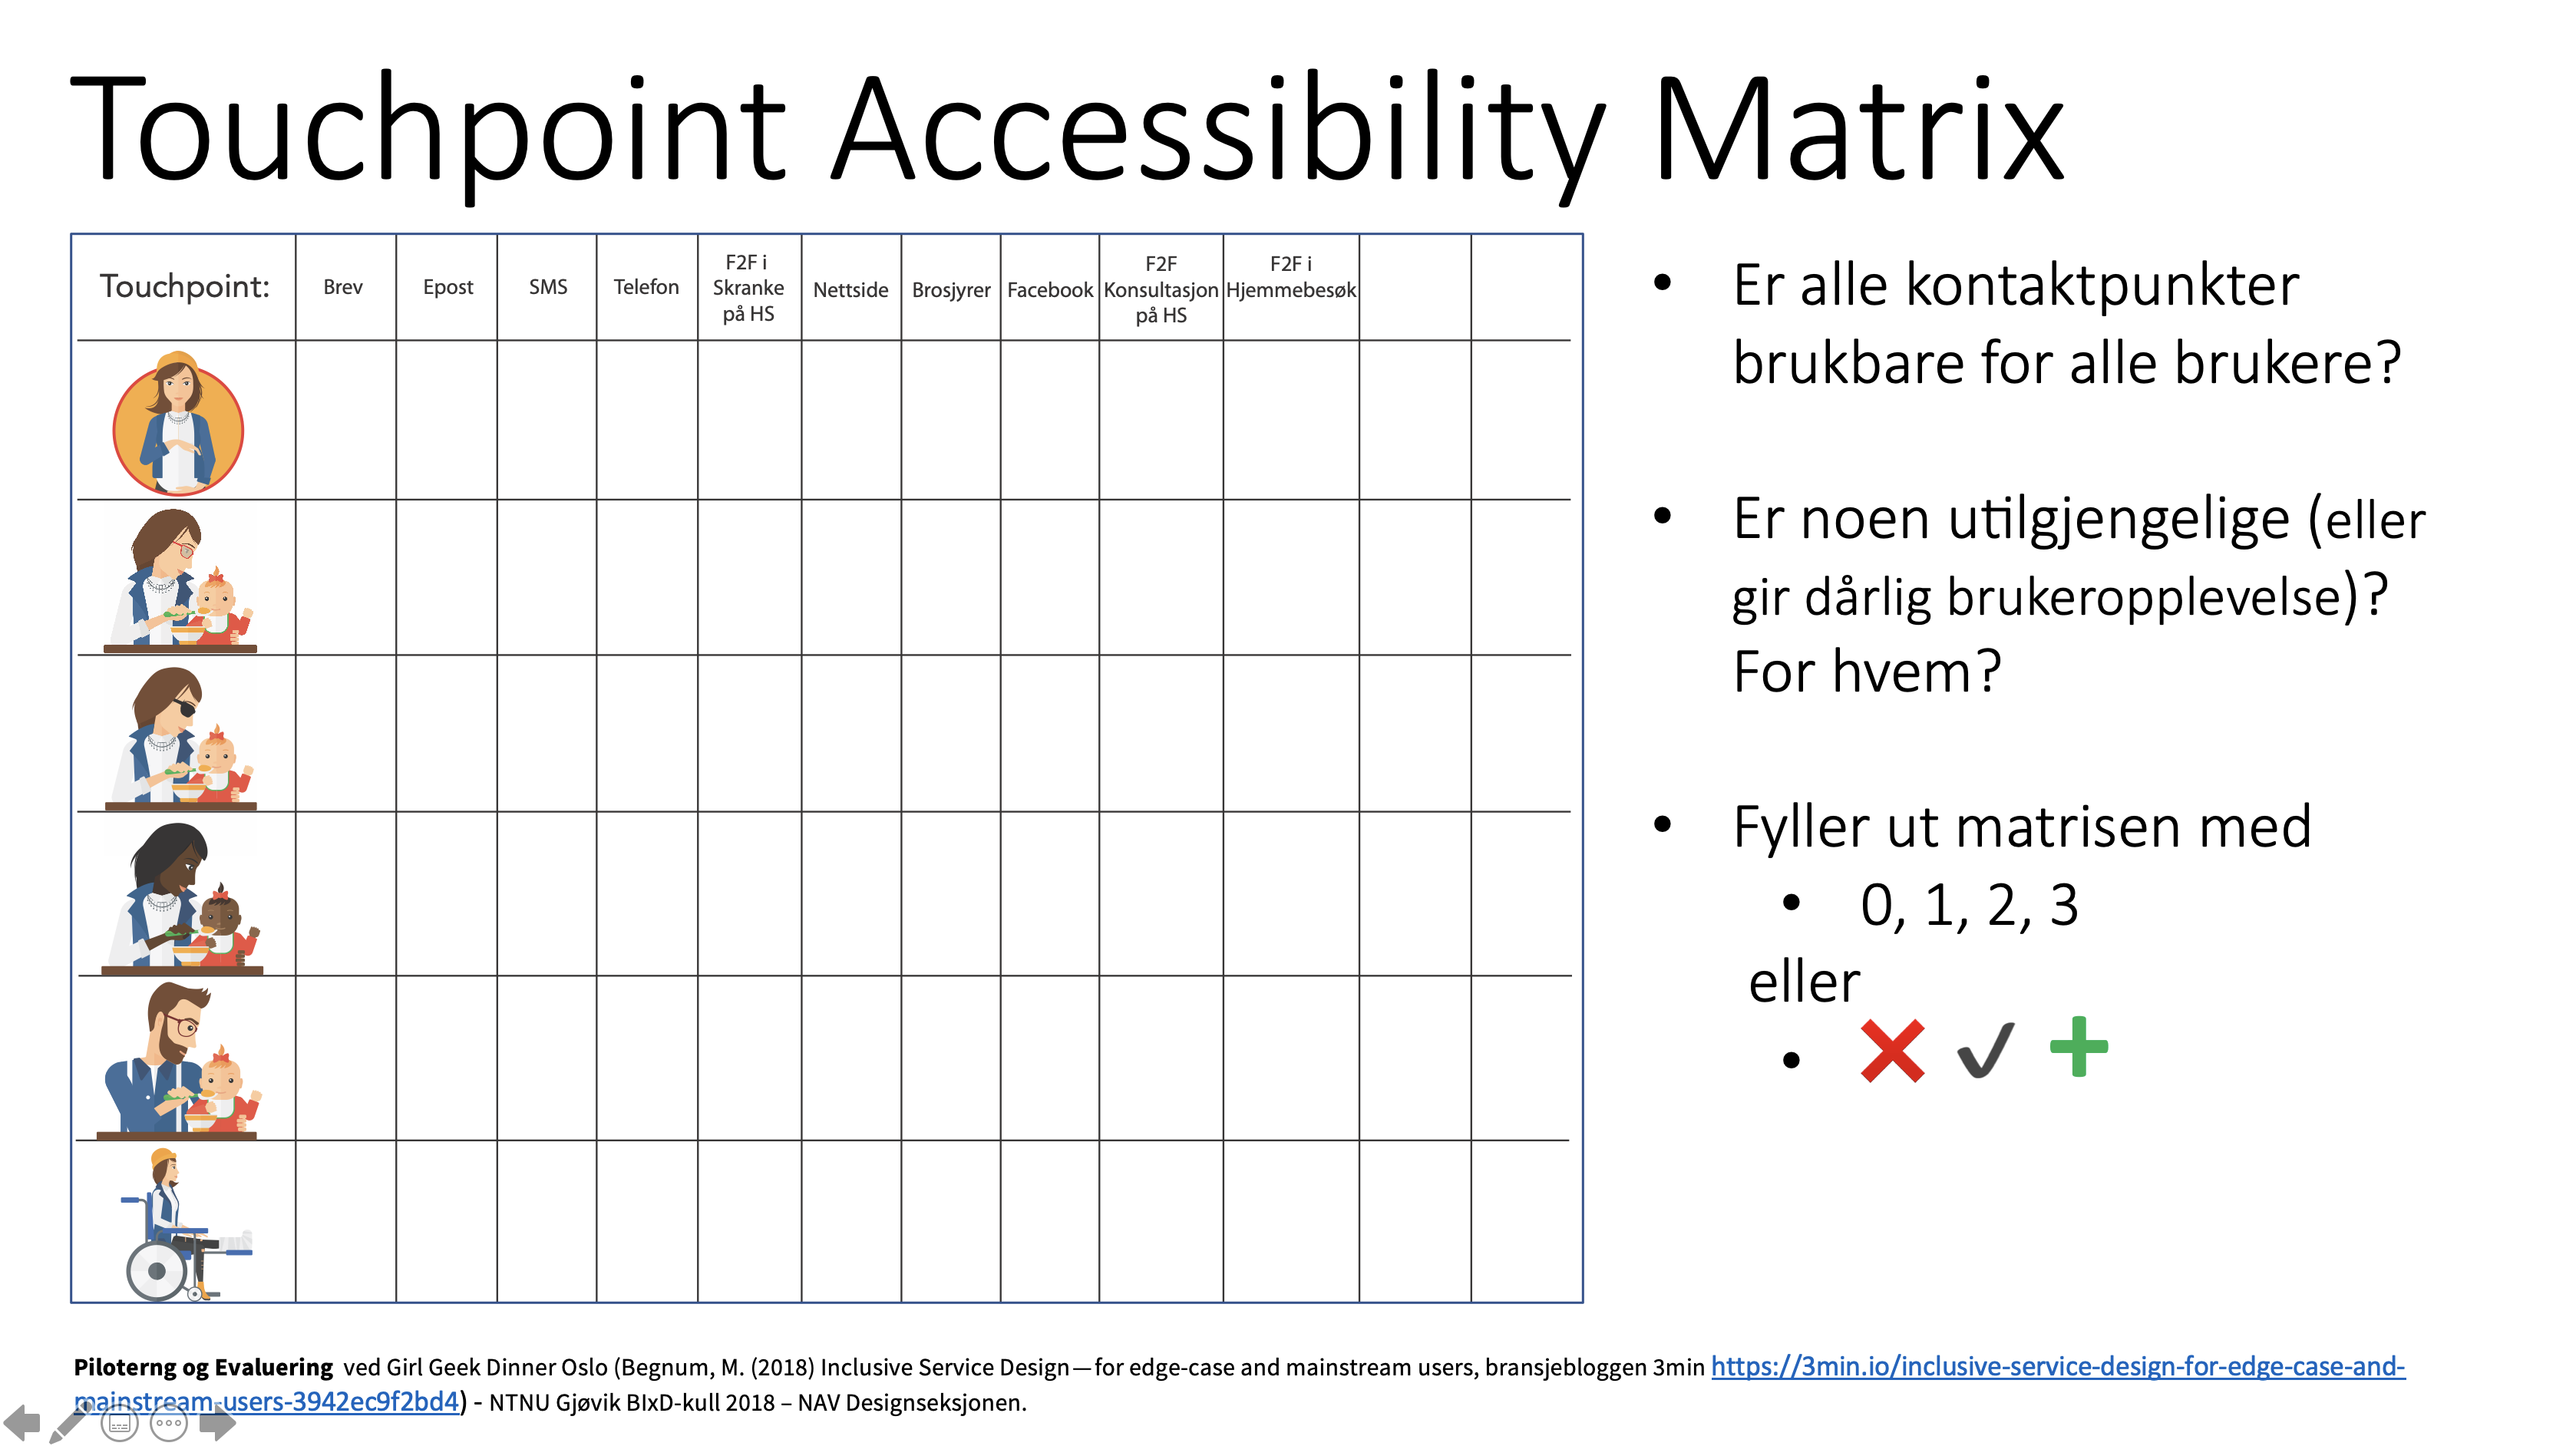 Touchpoint Accessibility Matrix
Touchpoint:
Brev
Epost
SMS
Telefon
F2F i
Skranke
på HS
Nettside
Brosjyrer
Facebook
F2F
Konsultasjon
på HS
F2F i
Hjemmebesøk
• Er alle kontaktpunkter
brukbare for alle brukere?
• Er noen utilgjengelige (eller
gir dårlig brukeropplevelse)?
For hvem?
• Fyller ut matrisen med
• 0, 1, 2, 3
eller
• ❌ ✔ ➕
Piloterng og Evaluering ved Girl Geek Dinner Oslo (Begnum, M. (2018) Inclusive Service Design—for edge-case and mainstream users, bransjebloggen 3min https://3min.io/inclusive-service-design-for-edge-case-and-
mainstream-users-3942ec9f2bd4) - NTNU Gjøvik BIxD-kull 2018 – NAV Designseksjonen.